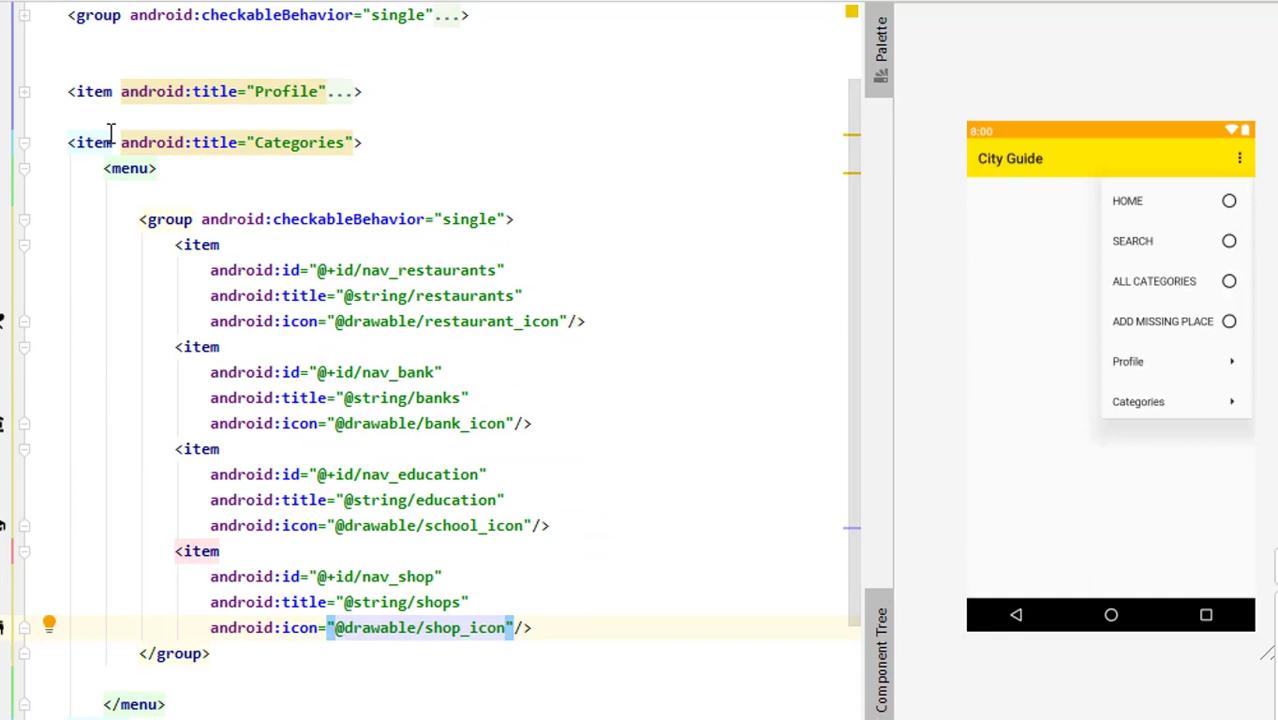 <group android:checkableBehavior="single"...>
<item android:title="Profile"...>
<item android:title="Categories">
<menu>
<group android:checkableBehavior="single">
<item
android:id="@+id/nav_restaurants"
android:title="@string/restaurants"
android:icon="@drawable/restaurant_icon"/>
<item
android:id="@+id/nav_bank"
android:title="@string/banks"
android:icon="@drawable/bank_icon"/>
<item
android:id="@+id/nav_education"
android:title="@string/education"
android:icon="@drawable/school_icon"/>
<item
android:id="@+id/nav_shop"
android:title="@string/shops"
android:icon="@drawable/shop_icon"/>
</group>
</menu>
Palette
Component Tree
8:00
City Guide
HOME
SEARCH
ALL CATEGORIES
ADD MISSING PLACE
Profile
Categories